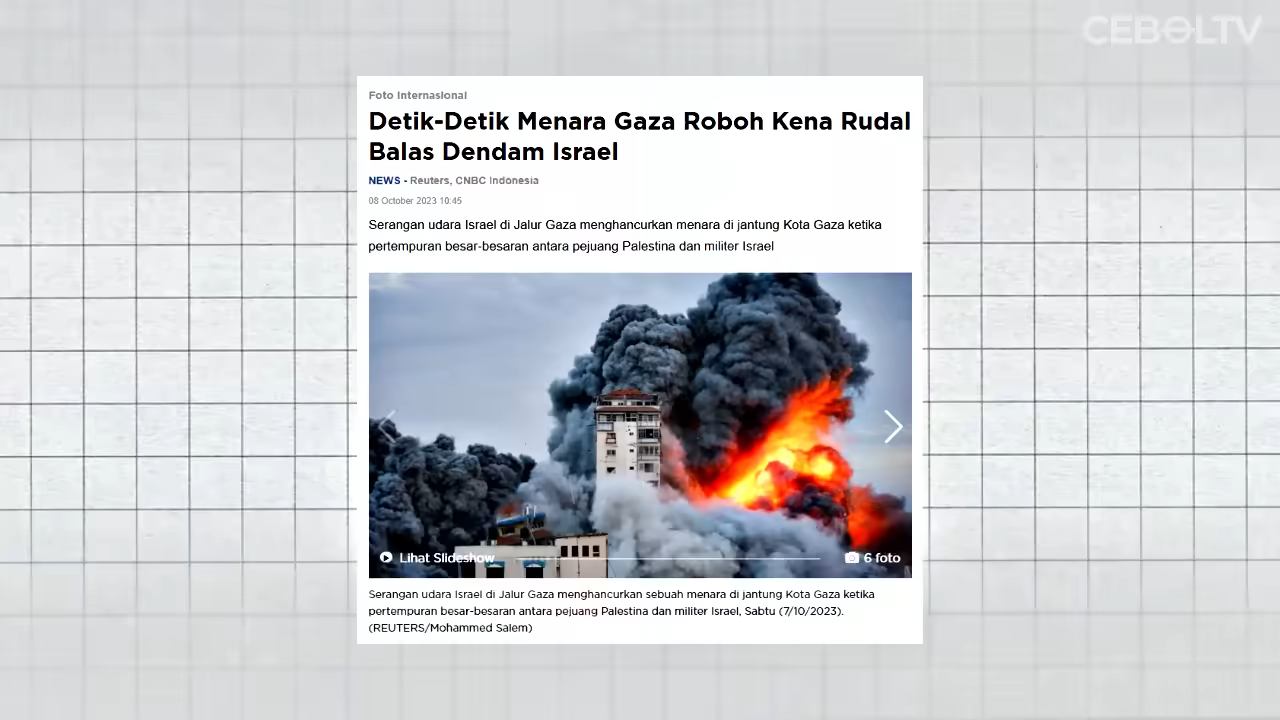 CEBOLTV
Foto Internasional
Detik-Detik Menara Gaza Roboh Kena Rudal
Balas Dendam Israel
NEWS - Reuters, CNBC Indonesia
08 October 2023 10:45
Serangan udara Israel di Jalur Gaza menghancurkan menara di jantung Kota Gaza ketika
pertempuran besar-besaran antara pejuang Palestina dan militer Israel
Lihat Slideshow
6 foto
Serangan udara Israel di Jalur Gaza menghancurkan sebuah menara di jantung Kota Gaza ketika
pertempuran besar-besaran antara pejuang Palestina dan militer Israel, Sabtu (7/10/2023).
(REUTERS/Mohammed Salem)